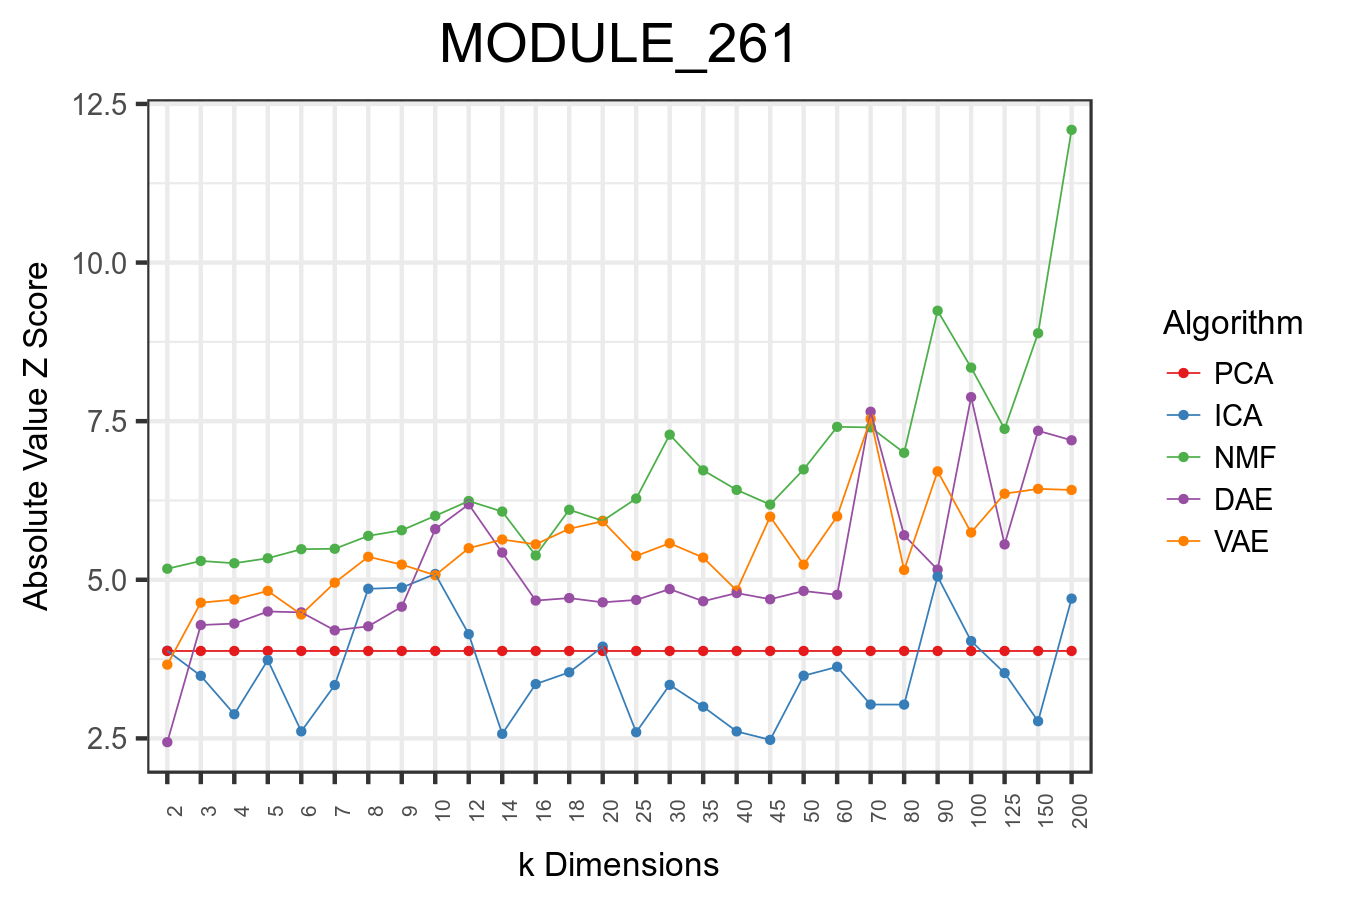 MODULE_261
Absolute Value Z Score
12.5
10.0
7.5
5.0
2.5
2 3 4 5 6 7 8 9 10 12 14 16 18 20 25 30 35 40 45 50 60 70 80 90 100 125 150 200
k Dimensions
Algorithm
PCA
ICA
NMF
DAE
VAE